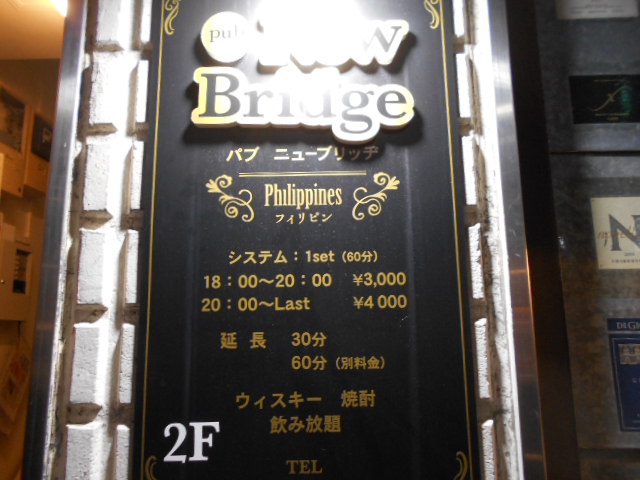 pub New
Bridge
パブ ニューブリッヂ
Philippines
フィリピン
システム：1set（60分）
18：00〜20：00 ¥3,000
20：00〜Last ¥4000
延長 30分
60分（別料金）
ウィスキー 焼酎
飲み放題
2F
TEL
N